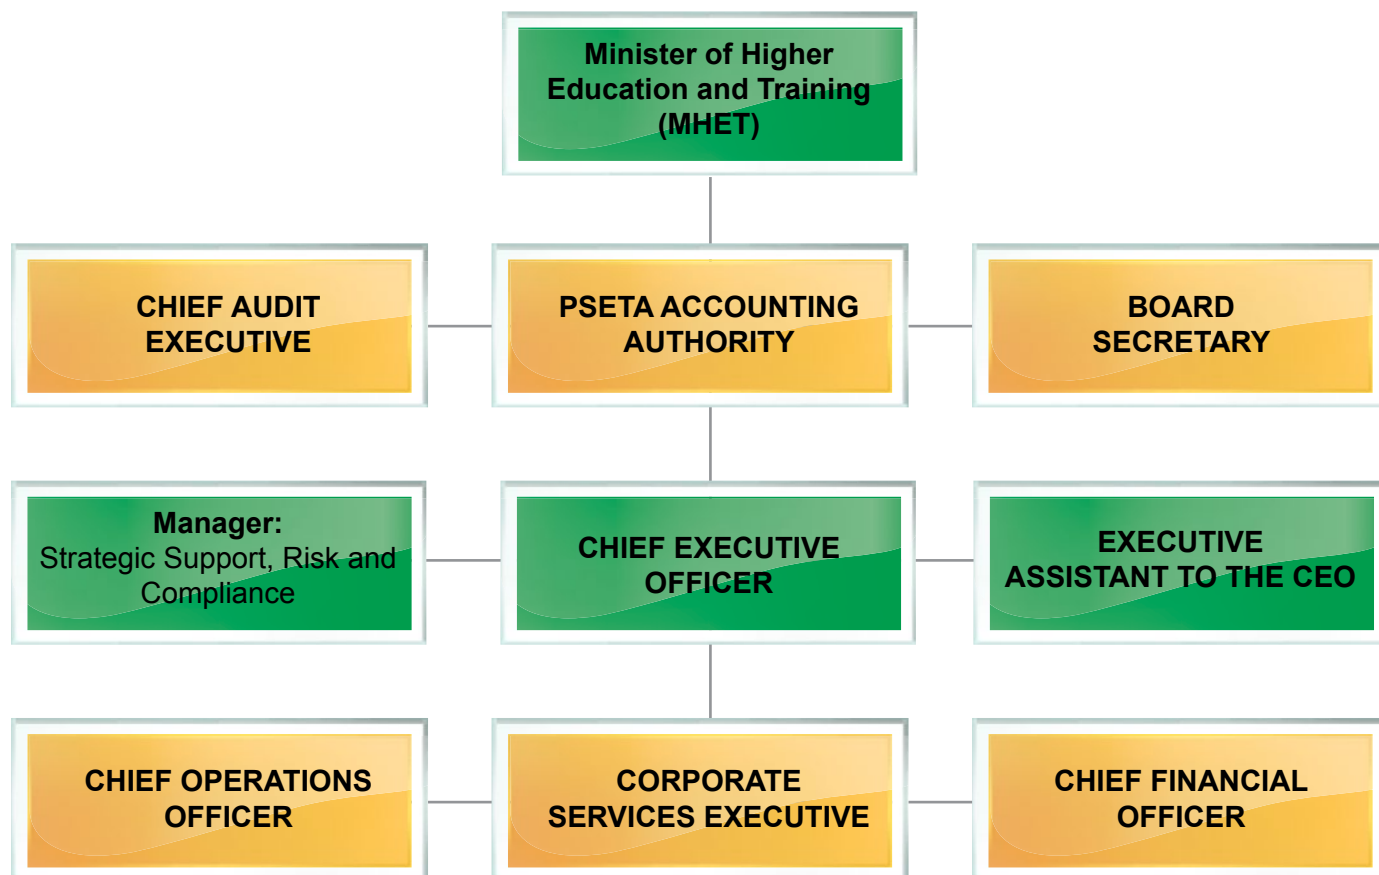 Minister of Higher
Education and Training
(MHET)
CHIEF AUDIT
EXECUTIVE
PSETA ACCOUNTING
AUTHORITY
BOARD
SECRETARY
Manager:
Strategic Support, Risk and
Compliance
CHIEF EXECUTIVE
OFFICER
EXECUTIVE
ASSISTANT TO THE CEO
CHIEF OPERATIONS
OFFICER
CORPORATE
SERVICES EXECUTIVE
CHIEF FINANCIAL
OFFICER